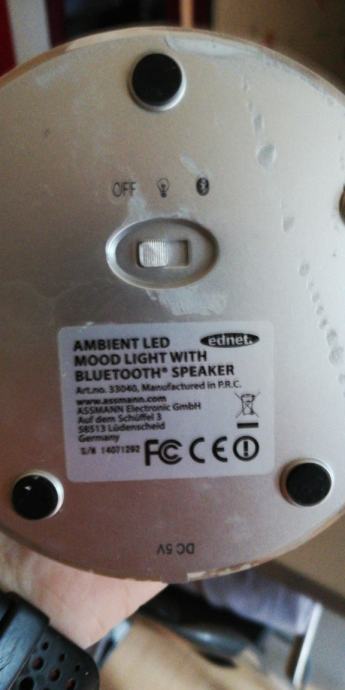 OFF
AMBIENT LED
ednet.
MOOD LIGHT WITH
BLUETOOTH® SPEAKER
Art.no. 33040, Manufactured in P.R.C.
www.assmann.com
ASSMANN Electronic GmbH
Auf dem Schüffel 3
58513 Lüdenscheid
Germany
S/N 14071292
FC CE
DC 5V